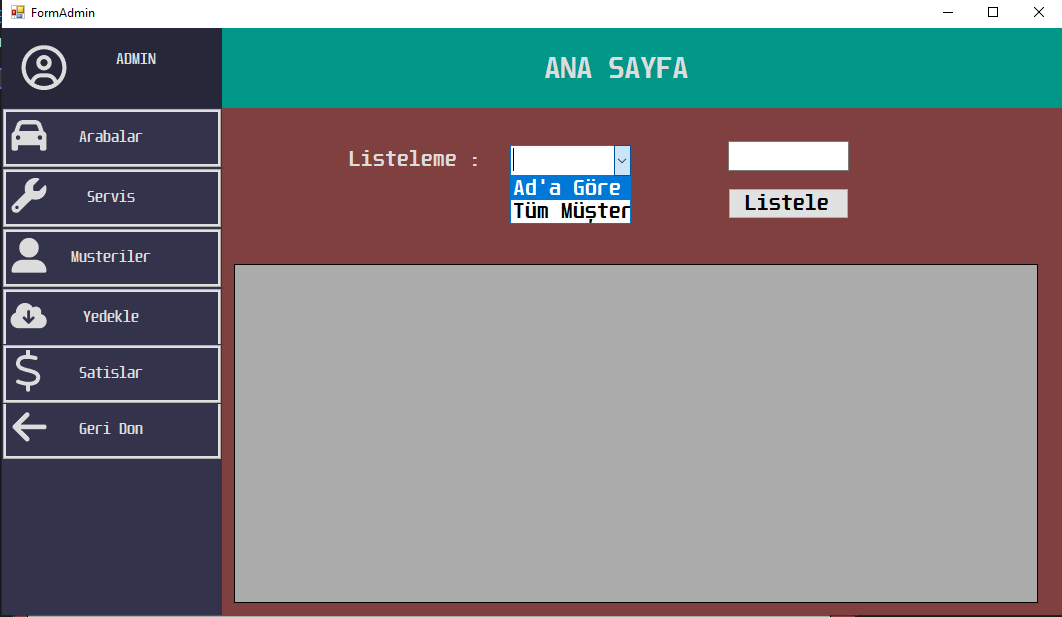 FormAdmin
ADMIN
ANA SAYFA
Arabalar
Servis
Musteriler
Yedekle
Satislar
Geri Don
Listeleme :
Ad'a Göre
Tüm Müşter
Listele